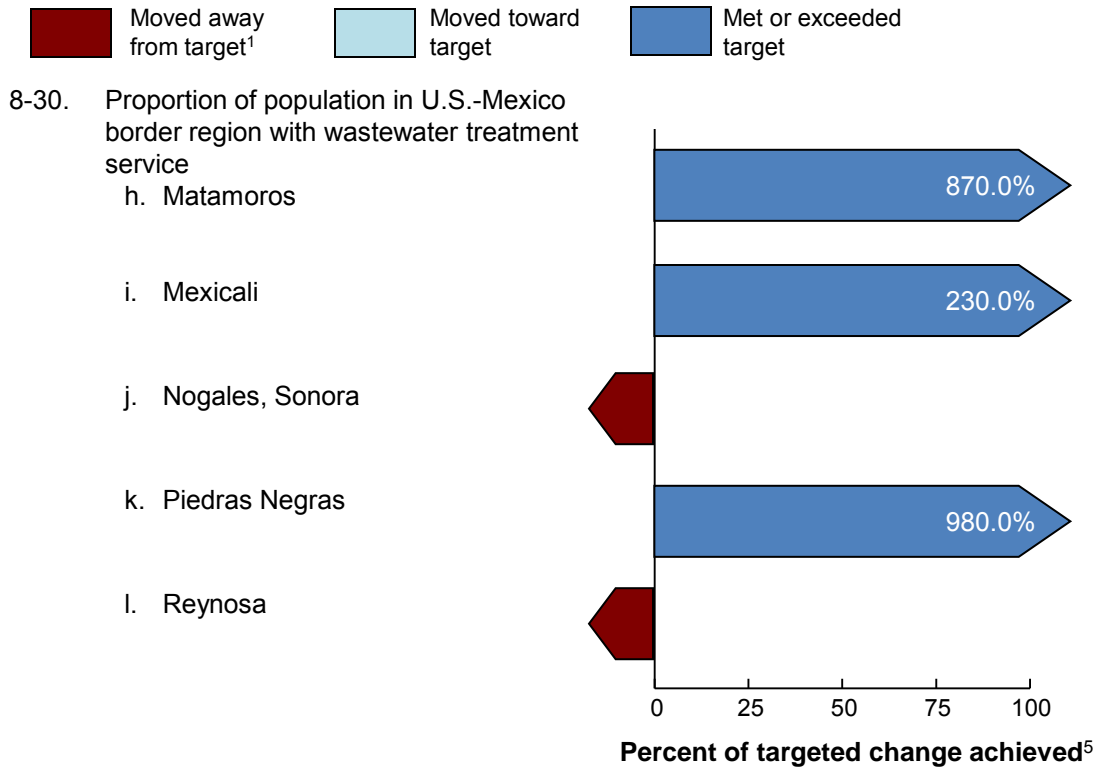 Moved away
from target¹
Moved toward
target
Met or exceeded
target
8-30. Proportion of population in U.S.-Mexico
border region with wastewater treatment
service
h. Matamoros
870.0%
i. Mexicali
230.0%
j. Nogales, Sonora
k. Piedras Negras
980.0%
l. Reynosa
0 25 50 75 100
Percent of targeted change achieved⁵